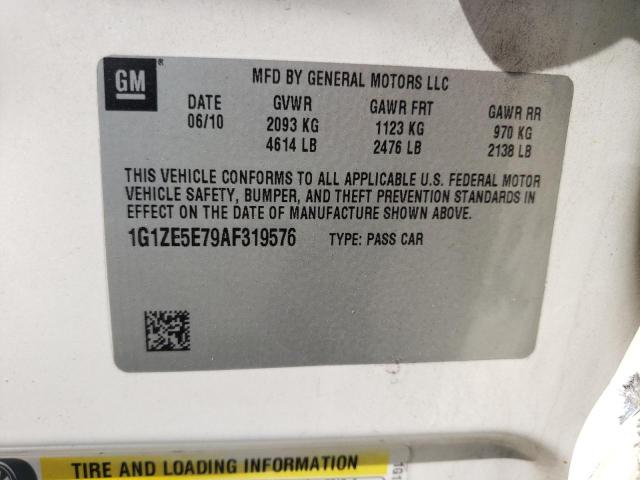 GM ®
MFD BY GENERAL MOTORS LLC
DATE GVWR GAWR FRT GAWR RR
06/10 2093 KG 1123 KG 970 KG
4614 LB 2476 LB 2138 LB
THIS VEHICLE CONFORMS TO ALL APPLICABLE U.S. FEDERAL MOTOR
VEHICLE SAFETY, BUMPER, AND THEFT PREVENTION STANDARDS IN
EFFECT ON THE DATE OF MANUFACTURE SHOWN ABOVE.
1G1ZE5E79AF319576 TYPE: PASS CAR
TIRE AND LOADING INFORMATION